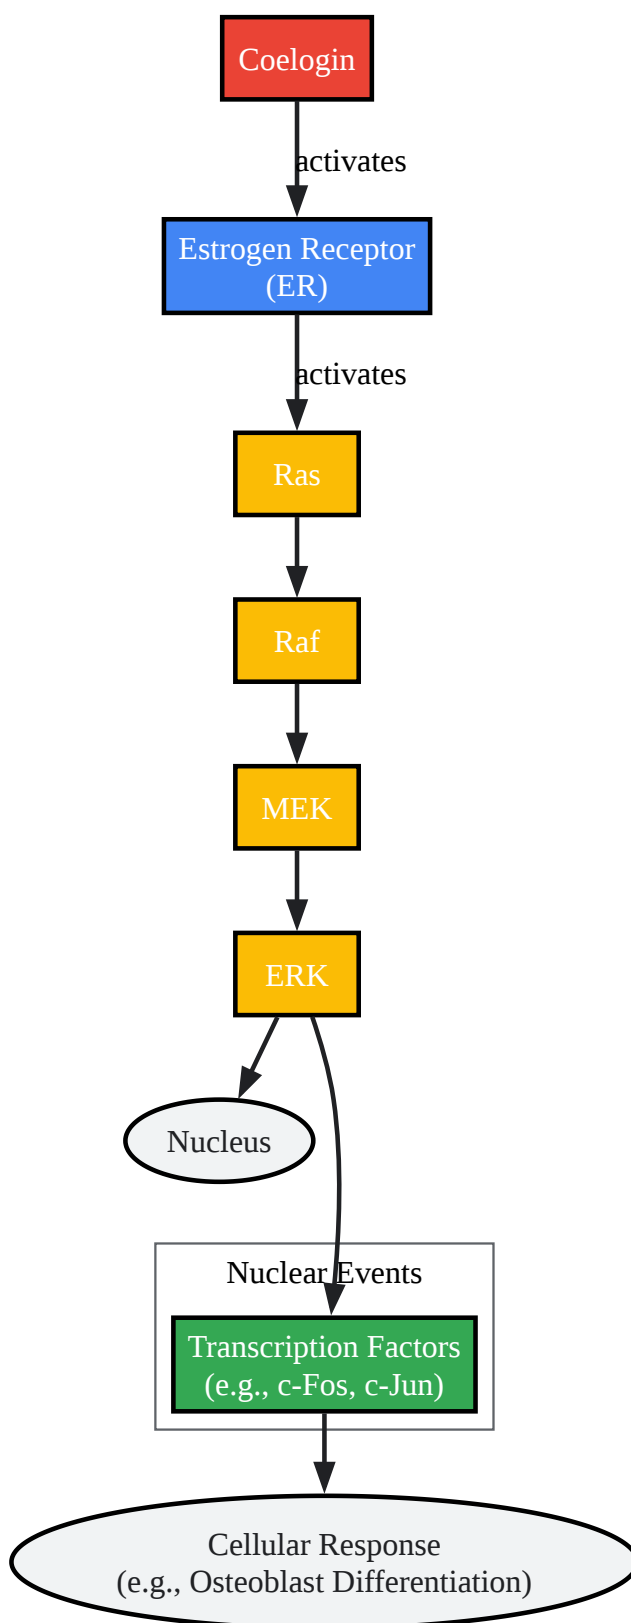 Coelogin
activates
Estrogen Receptor
(ER)
activates
Ras
Raf
MEK
ERK
Nucleus
Nuclear Events
Transcription Factors
(e.g., c-Fos, c-Jun)
Cellular Response
(e.g., Osteoblast Differentiation)